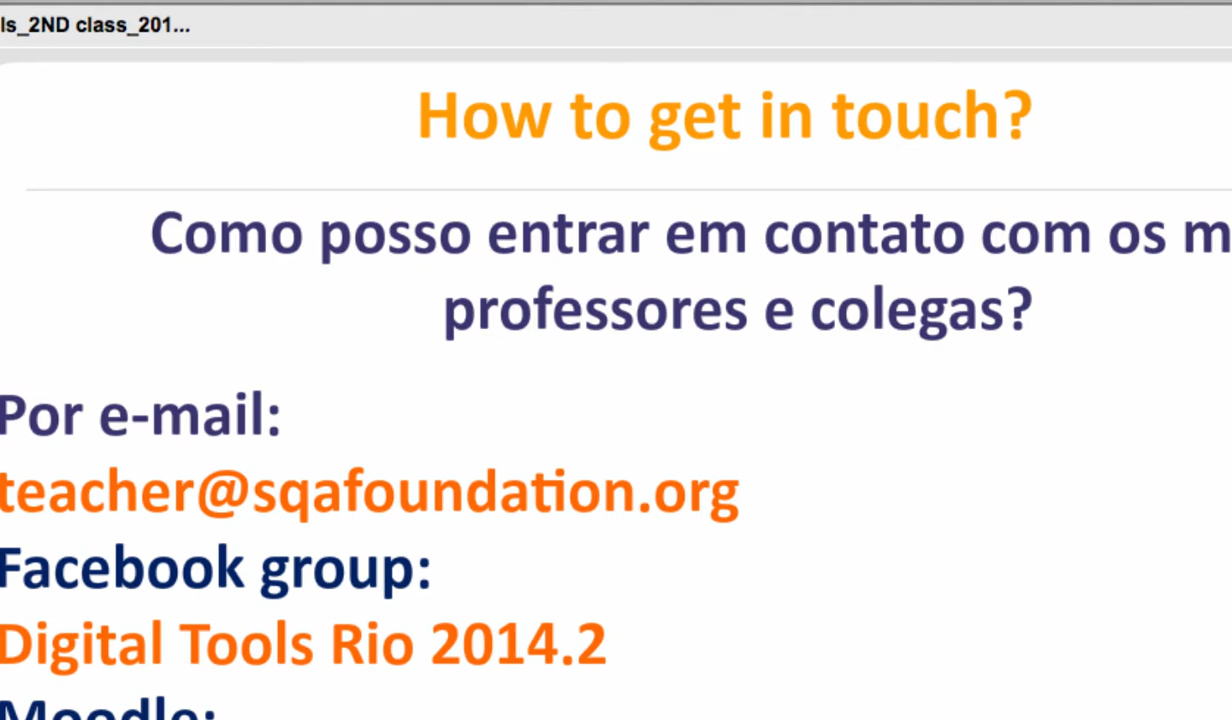 ls_2ND class_201...
How to get in touch?
Como posso entrar em contato com os
professores e colegas?
Por e-mail:
teacher@sqafoundation.org
Facebook group:
Digital Tools Rio 2014.2
Moodle: